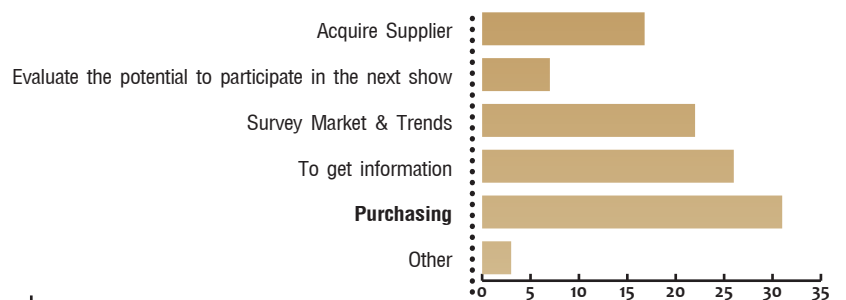 Acquire Supplier
Evaluate the potential to participate in the next show
Survey Market & Trends
To get information
Purchasing
Other
0 5 10 15 20 25 30 35